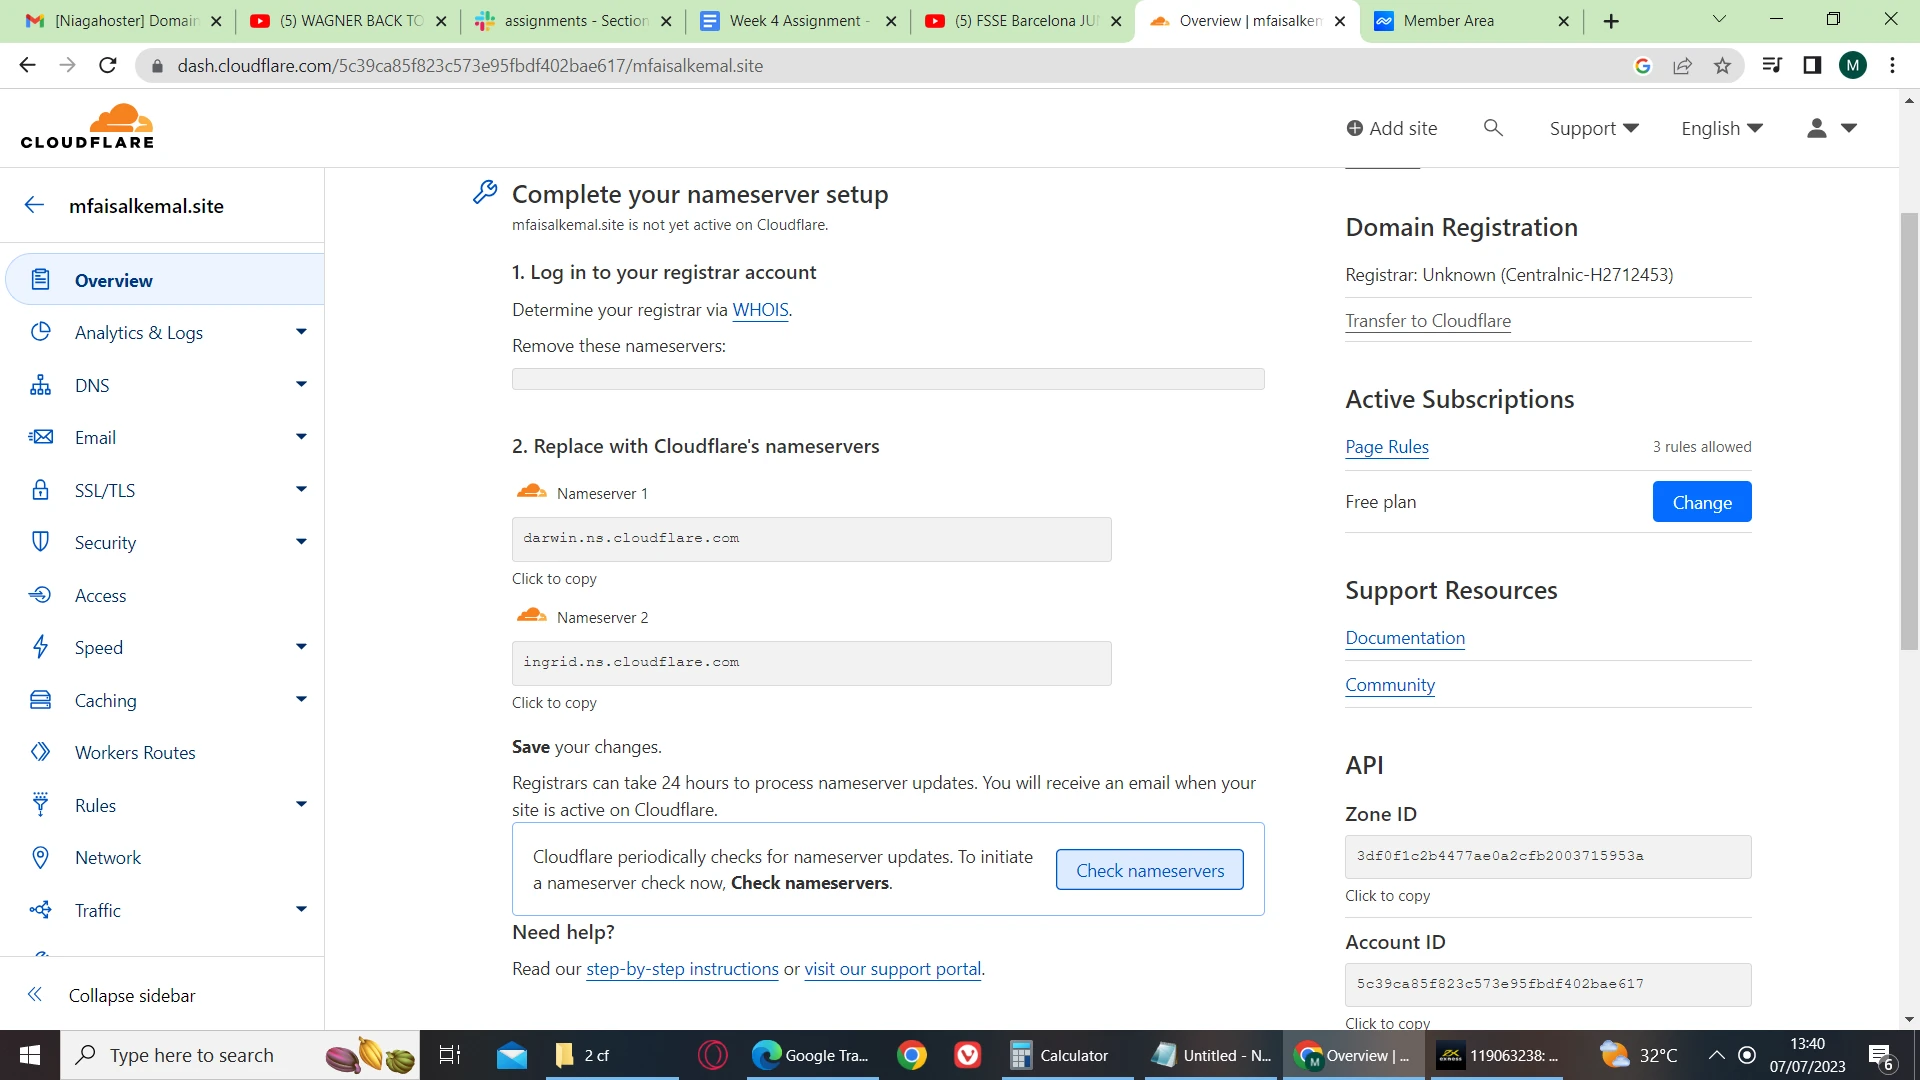 [Niagahoster] Domain
(5) WAGNER BACK TO
assignments - Section
Week 4 Assignment -
(5) FSSE Barcelona JU
Overview | mfaisalkem
Member Area
dash.cloudflare.com/5c39ca85f823c573e95fbdf402bae617/mfaisalkemal.site
M
CLOUDFLARE
Add site
Support
English
mfaisalkemal.site
Overview
Analytics & Logs
DNS
Email
SSL/TLS
Security
Access
Speed
Caching
Workers Routes
Rules
Network
Traffic
Collapse sidebar
Complete your nameserver setup
mfaisalkemal.site is not yet active on Cloudflare.
1. Log in to your registrar account
Determine your registrar via WHOIS.
Remove these nameservers:
2. Replace with Cloudflare's nameservers
Nameserver 1
darwin.ns.cloudflare.com
Click to copy
Nameserver 2
ingrid.ns.cloudflare.com
Click to copy
Save your changes.
Registrars can take 24 hours to process nameserver updates. You will receive an email when your
site is active on Cloudflare.
Cloudflare periodically checks for nameserver updates. To initiate
a nameserver check now, Check nameservers.
Check nameservers
Need help?
Read our step-by-step instructions or visit our support portal.
Domain Registration
Registrar: Unknown (Centralnic-H2712453)
Transfer to Cloudflare
Active Subscriptions
Page Rules
3 rules allowed
Free plan
Change
Support Resources
Documentation
Community
API
Zone ID
3df0f1c2b4477ae0a2cfb2003715953a
Click to copy
Account ID
5c39ca85f823c573e95fbdf402bae617
Click to copy
Type here to search
2 cf
Google Tra...
Calculator
Untitled - N...
Overview | ...
119063238: ...
32°C
13:40
07/07/2023
6